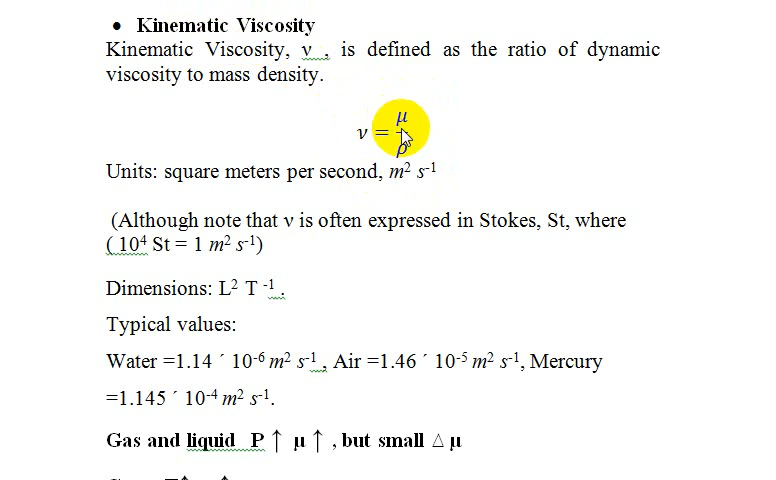 • Kinematic Viscosity
Kinematic Viscosity, ν , is defined as the ratio of dynamic
viscosity to mass density.
ν = μ/ρ
Units: square meters per second, m² s⁻¹
(Although note that ν is often expressed in Stokes, St, where
( 10⁴ St = 1 m² s⁻¹)
Dimensions: L² T ⁻¹ .
Typical values:
Water =1.14 ´ 10⁻⁶ m² s⁻¹ , Air =1.46 ´ 10⁻⁵ m² s⁻¹, Mercury
=1.145 ´ 10⁻⁴ m² s⁻¹.
Gas and liquid P ↑ μ ↑ , but small △ μ